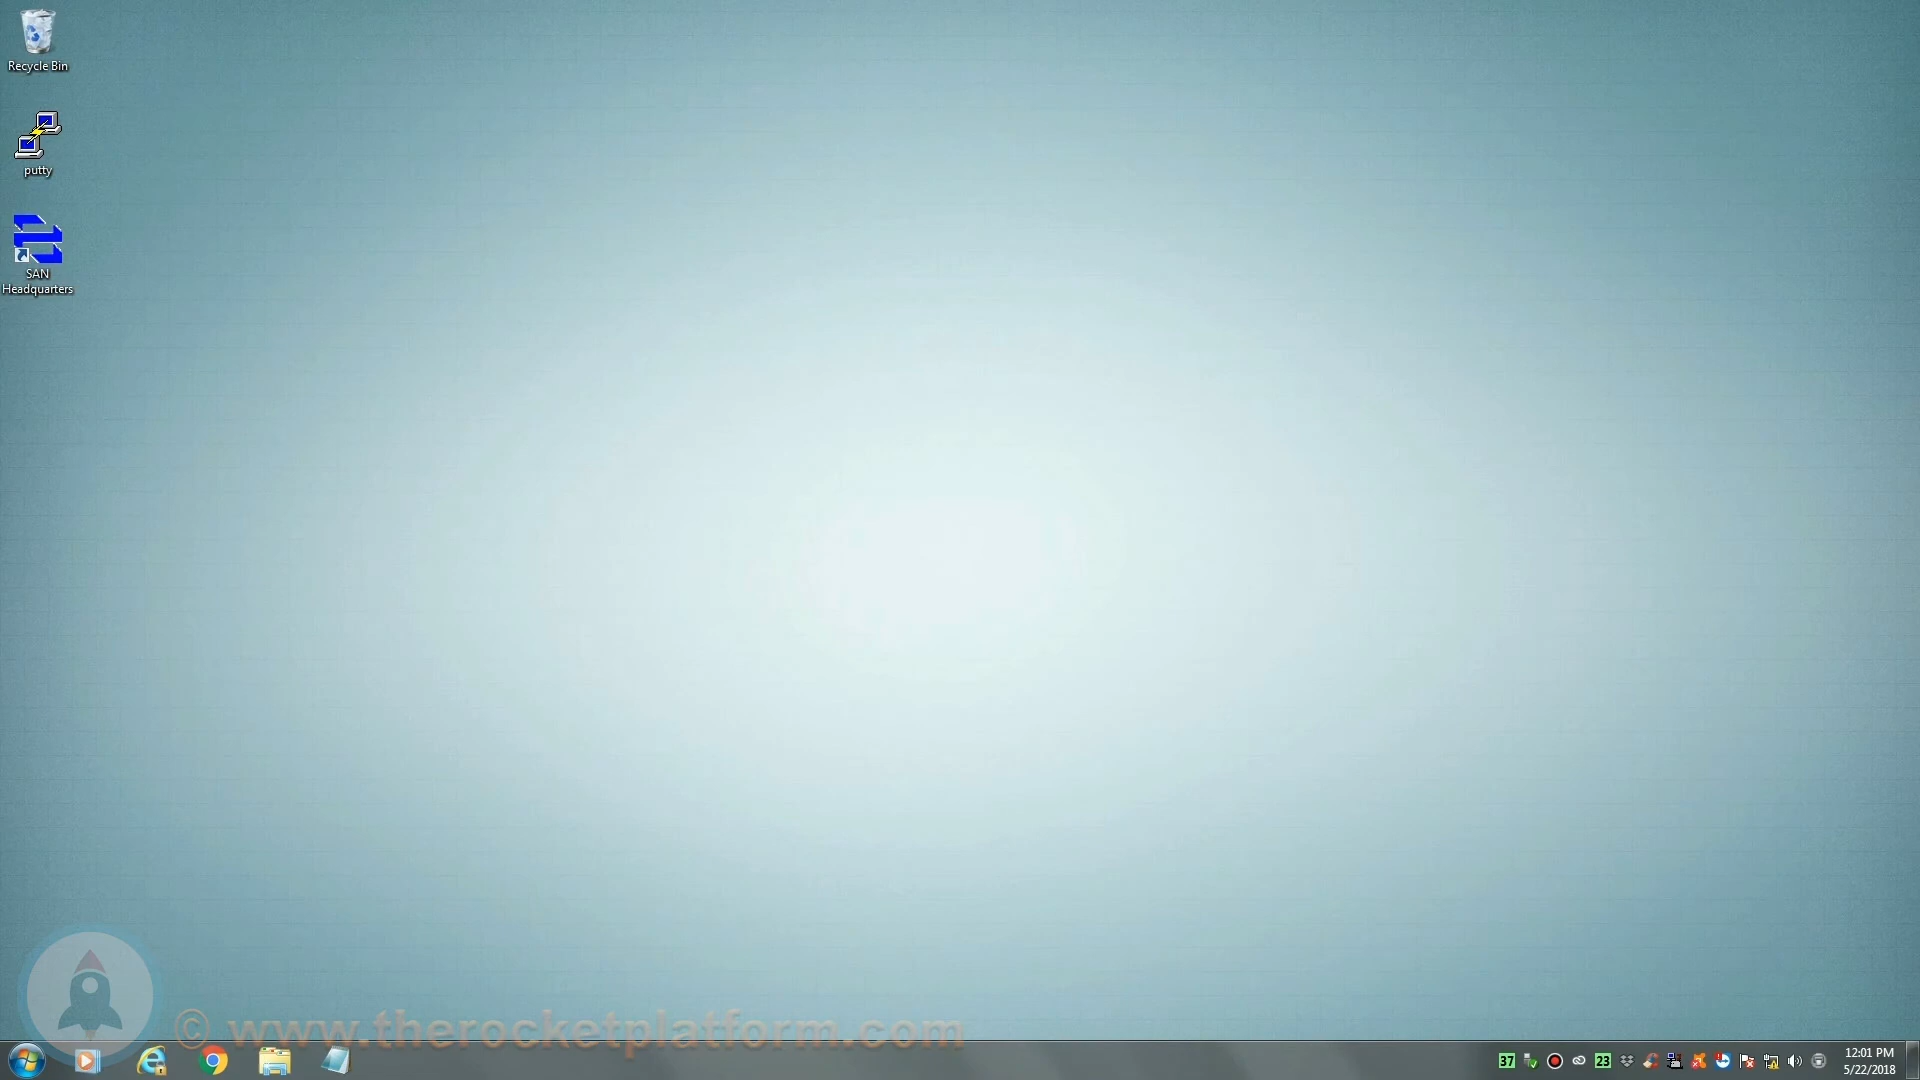 Recycle Bin
putty
SAN
Headquarters
© www.therocketplatform.com
37
23
12:01 PM
5/22/2018